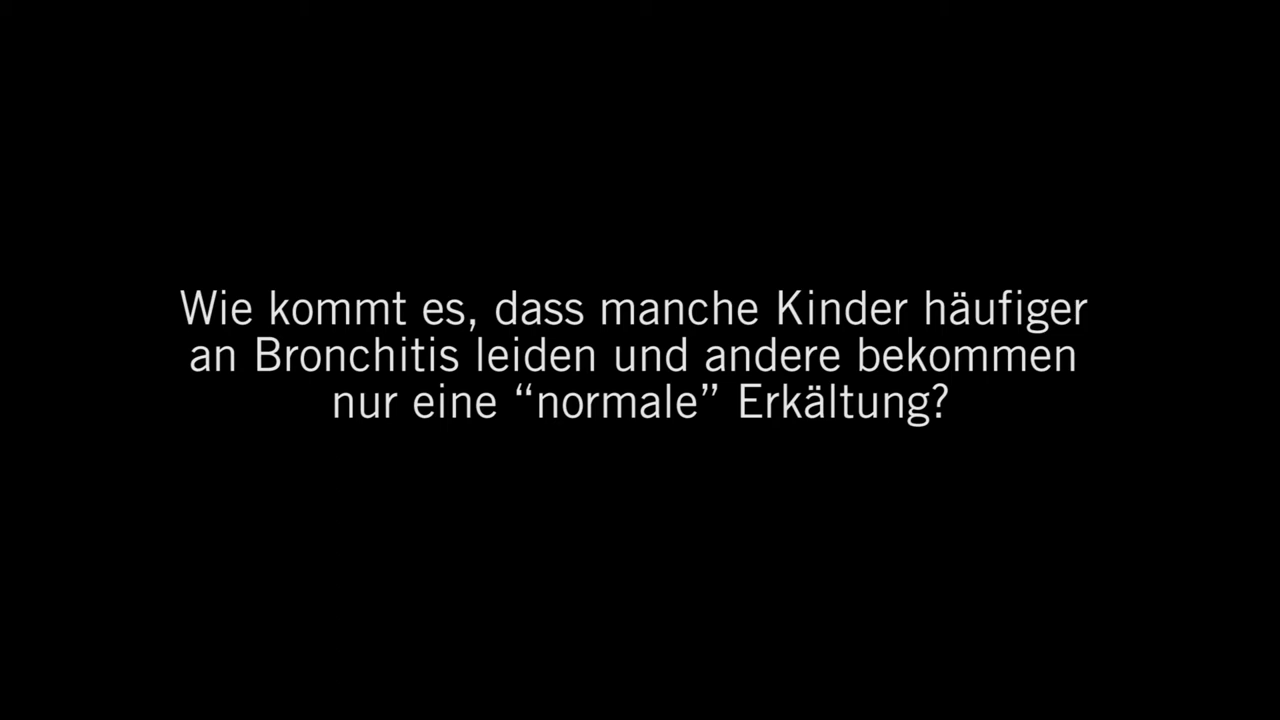 Wie kommt es, dass manche Kinder häufiger
an Bronchitis leiden und andere bekommen
nur eine “normale” Erkältung?